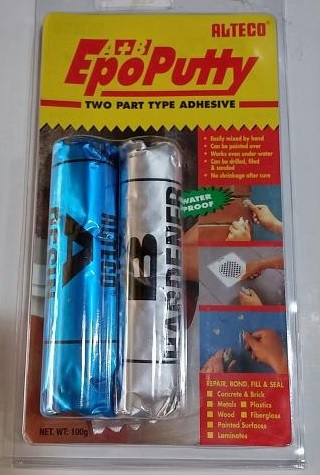 ALTECO
A+B
EpoPutty
TWO PART TYPE ADHESIVE
• Easily mixed by hand
• Can be painted over
• Works even under water
• Can be drilled, filed
& sanded
• No shrinkage after cure
WATER
PROOF
A
RESIN
ALTECO
B
HARDENER
REPAIR, BOND, FILL & SEAL
Concrete & Brick
Metals Plastics
Wood Fiberglass
Painted Surfaces
Laminates
NET. WT: 100g